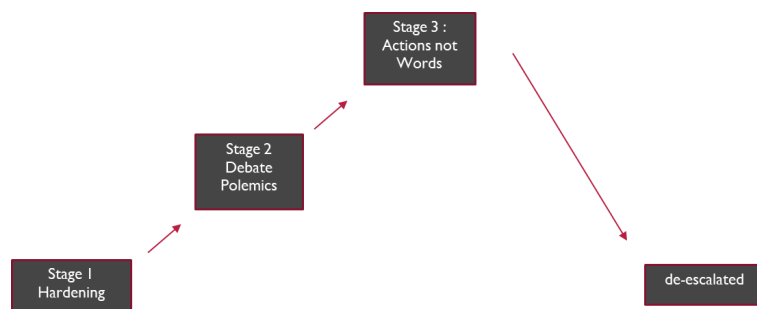 Stage 1
Hardening
Stage 2
Debate
Polemics
Stage 3 :
Actions not
Words
de-escalated